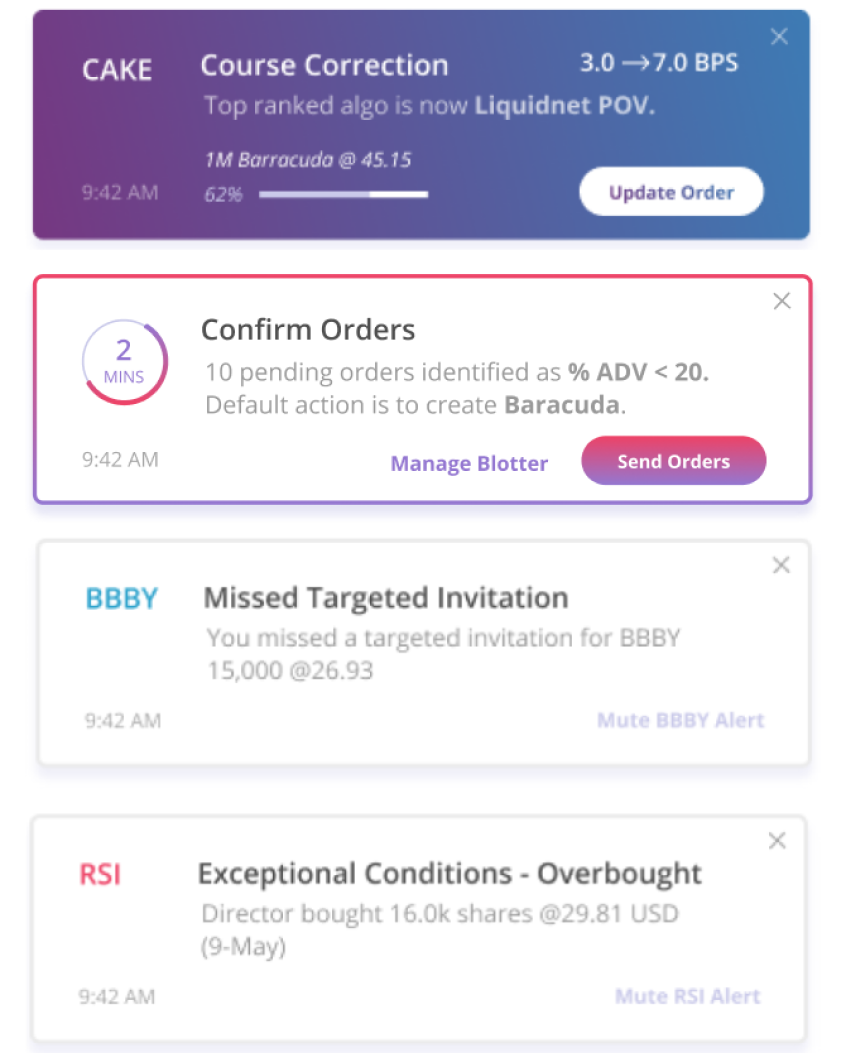 CAKE
Course Correction
3.0 → 7.0 BPS
Top ranked algo is now Liquidnet POV.
1M Barracuda @ 45.15
9:42 AM
62%
Update Order
2
MINS
Confirm Orders
10 pending orders identified as % ADV < 20.
Default action is to create Baracuda.
9:42 AM
Manage Blotter
Send Orders
BBBY
Missed Targeted Invitation
You missed a targeted invitation for BBBY
15,000 @26.93
9:42 AM
Mute BBBY Alert
RSI
Exceptional Conditions - Overbought
Director bought 16.0k shares @29.81 USD
(9-May)
9:42 AM
Mute RSI Alert